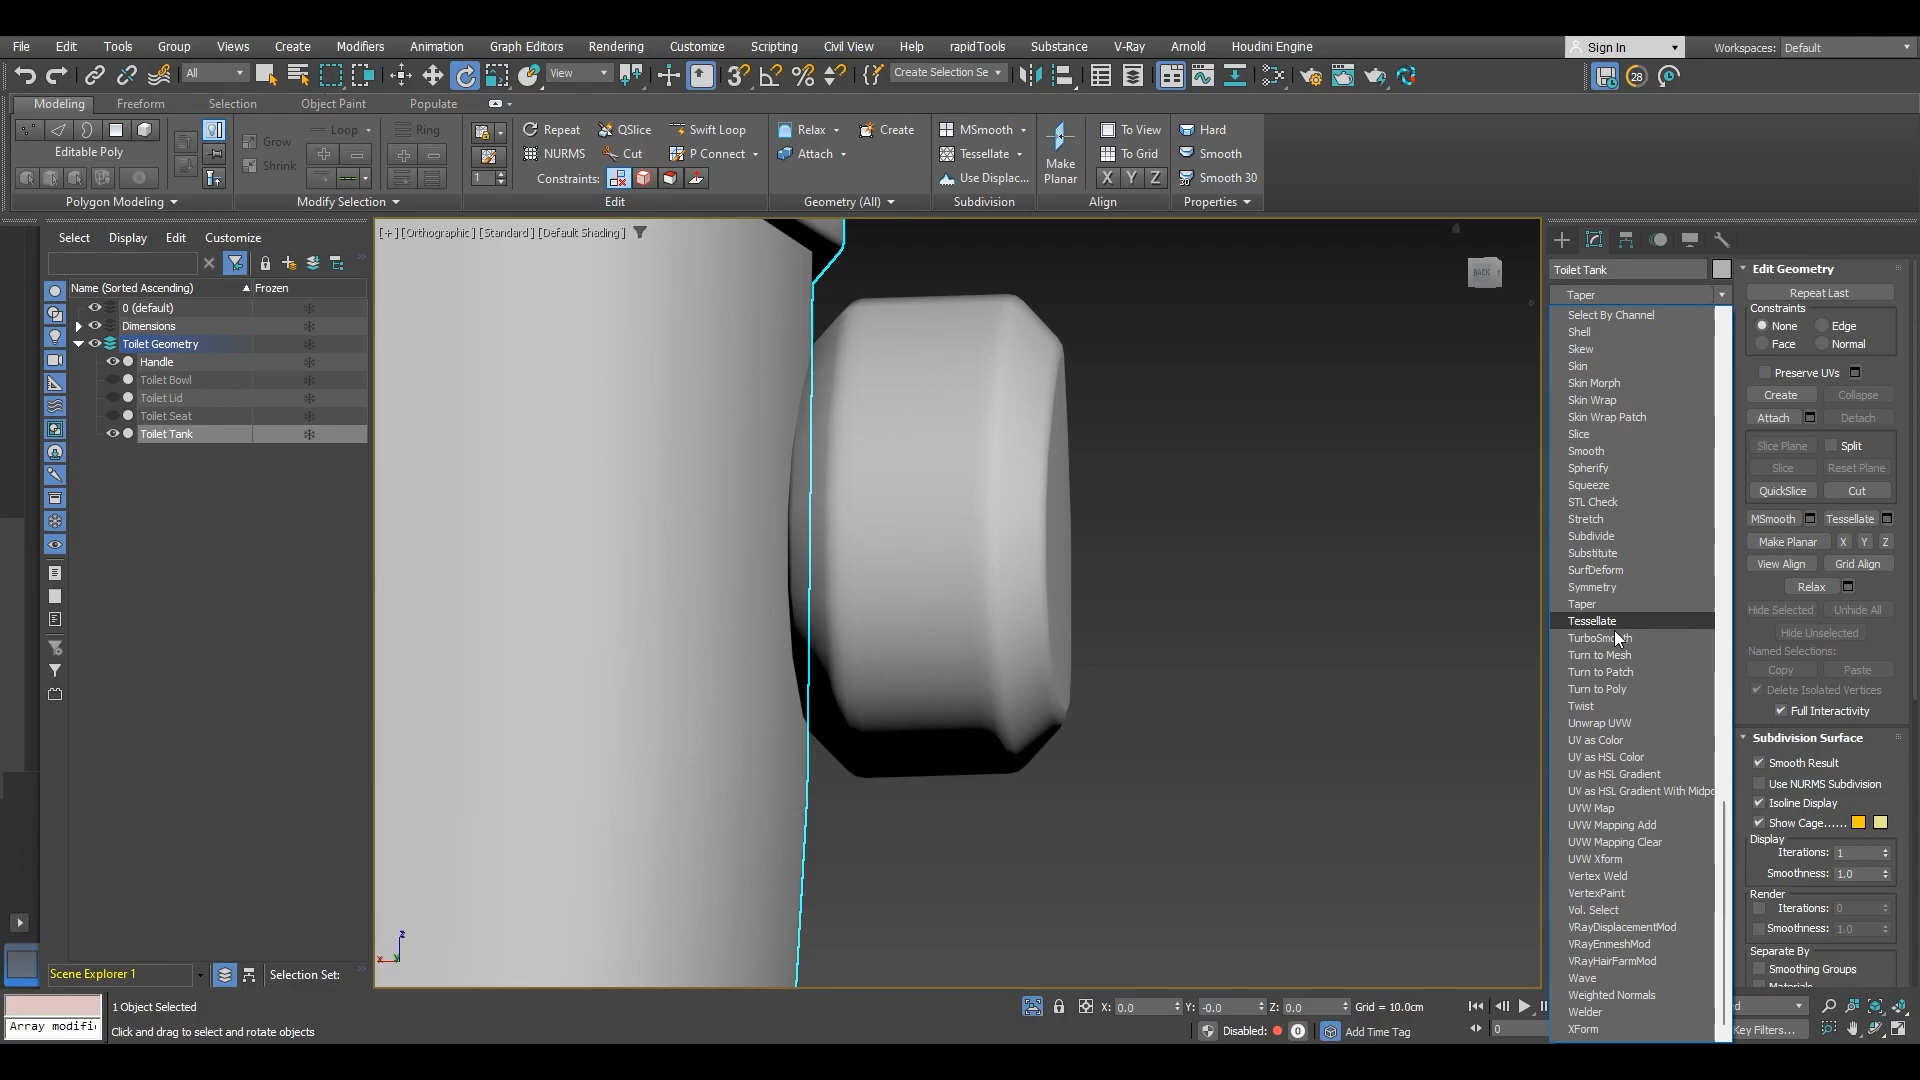 File Edit Tools Group Views Create Modifiers Animation Graph Editors Rendering Customize Scripting Civil View Help rapidTools Substance V-Ray Arnold Houdini Engine Sign In Workspaces: Default
All View Create Selection Se 28
Modeling Freeform Selection Object Paint Populate
Grow Loop Ring Repeat QSlice Swift Loop Relax Create MSmooth To View Hard
Editable Poly Shrink NURMS Cut P Connect Attach Tessellate Make Planar To Grid Smooth
1 Constraints: Use Displac... X Y Z Smooth 30
Polygon Modeling Modify Selection Edit Geometry (All) Subdivision Align Properties
Select Display Edit Customize
[+] [Orthographic] [Standard] [Default Shading]
BACK
Name (Sorted Ascending) Frozen
0 (default)
Dimensions
Toilet Geometry
Handle
Toilet Bowl
Toilet Lid
Toilet Seat
Toilet Tank
Toilet Tank
Taper
Select By Channel
Shell
Skew
Skin
Skin Morph
Skin Wrap
Skin Wrap Patch
Slice
Smooth
Spherify
Squeeze
STL Check
Stretch
Subdivide
Substitute
SurfDeform
Symmetry
Taper
Tessellate
TurboSmooth
Turn to Mesh
Turn to Patch
Turn to Poly
Twist
Unwrap UVW
UV as Color
UV as HSL Color
UV as HSL Gradient
UV as HSL Gradient With Midpo
UVW Map
UVW Mapping Add
UVW Mapping Clear
UVW Xform
Vertex Weld
VertexPaint
Vol. Select
VRayDisplacementMod
VRayEnmeshMod
VRayHairFarmMod
Wave
Weighted Normals
Welder
XForm
Edit Geometry
Repeat Last
Constraints
None Edge
Face Normal
Preserve UVs
Create Collapse
Attach Detach
Slice Plane Split
Slice Reset Plane
QuickSlice Cut
MSmooth Tessellate
Make Planar X Y Z
View Align Grid Align
Relax
Hide Selected Unhide All
Hide Unselected
Named Selections:
Copy Paste
Delete Isolated Vertices
Full Interactivity
Subdivision Surface
Smooth Result
Use NURMS Subdivision
Isoline Display
Show Cage......
Display
Iterations: 1
Smoothness: 1.0
Render
Iterations: 0
Smoothness: 1.0
Separate By
Smoothing Groups
Materials
z
x y
Scene Explorer 1 Selection Set:
1 Object Selected X: 0.0 Y: -0.0 Z: 0.0 Grid = 10.0cm
Array modifi Click and drag to select and rotate objects Disabled: 0 Add Time Tag 0 Key Filters...